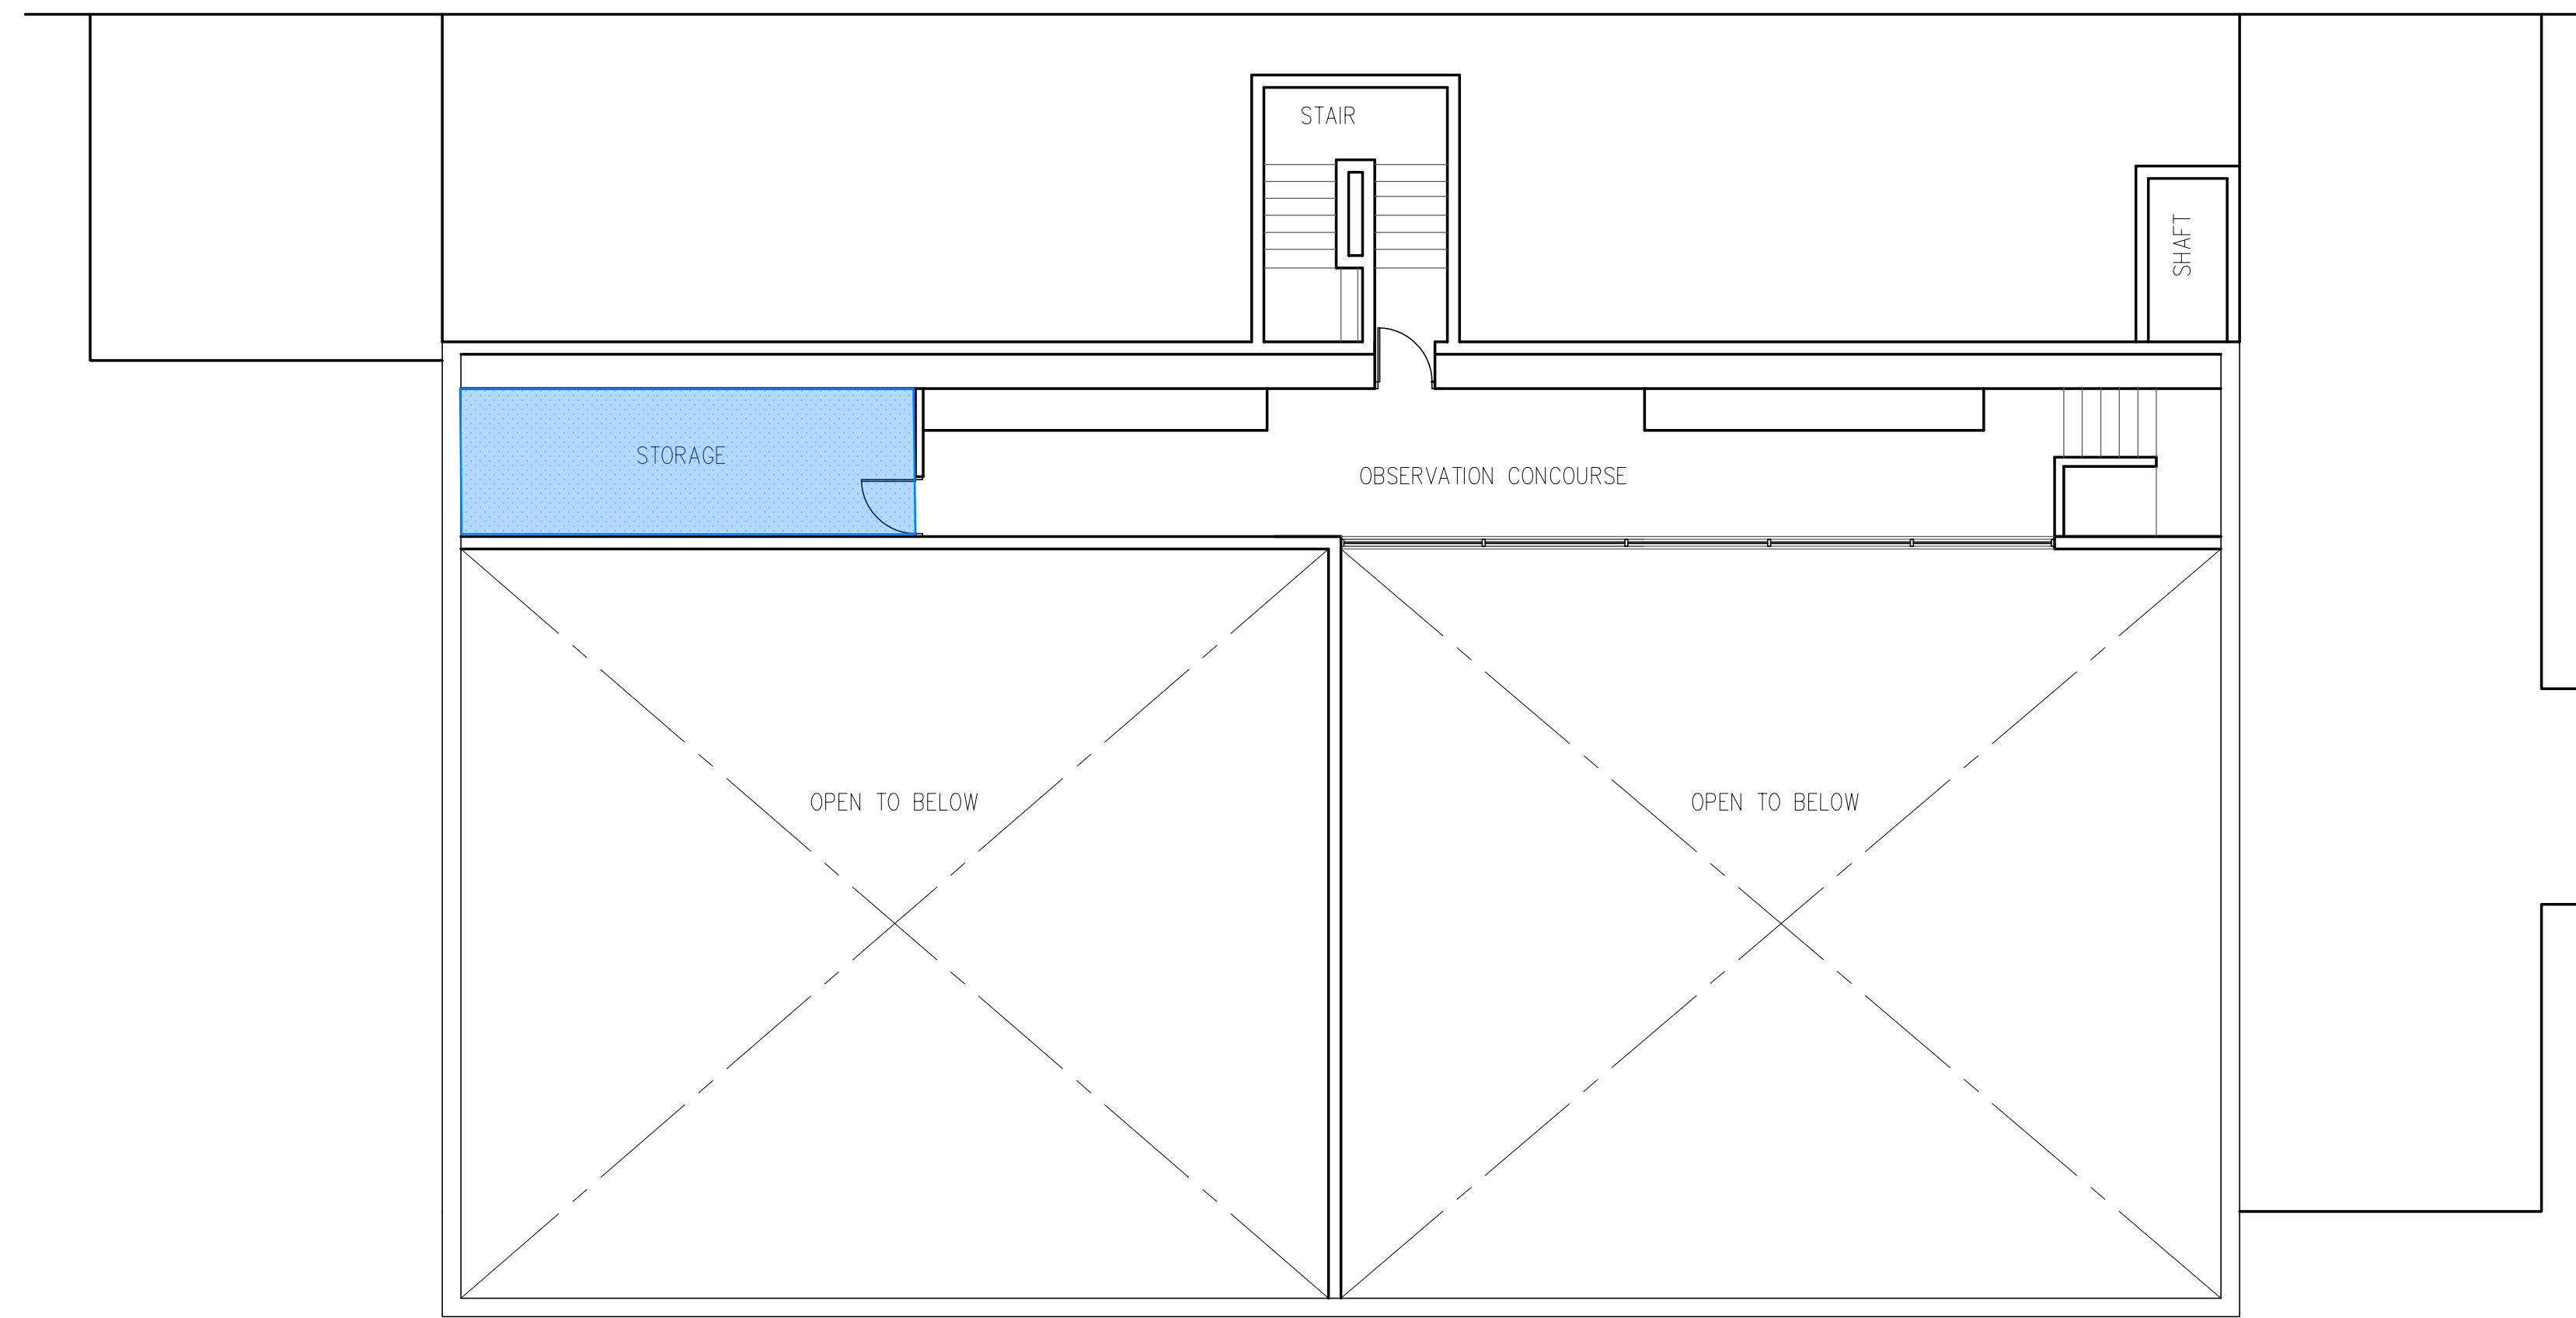 STAIR
SHAFT
STORAGE
OBSERVATION CONCOURSE
OPEN TO BELOW
OPEN TO BELOW